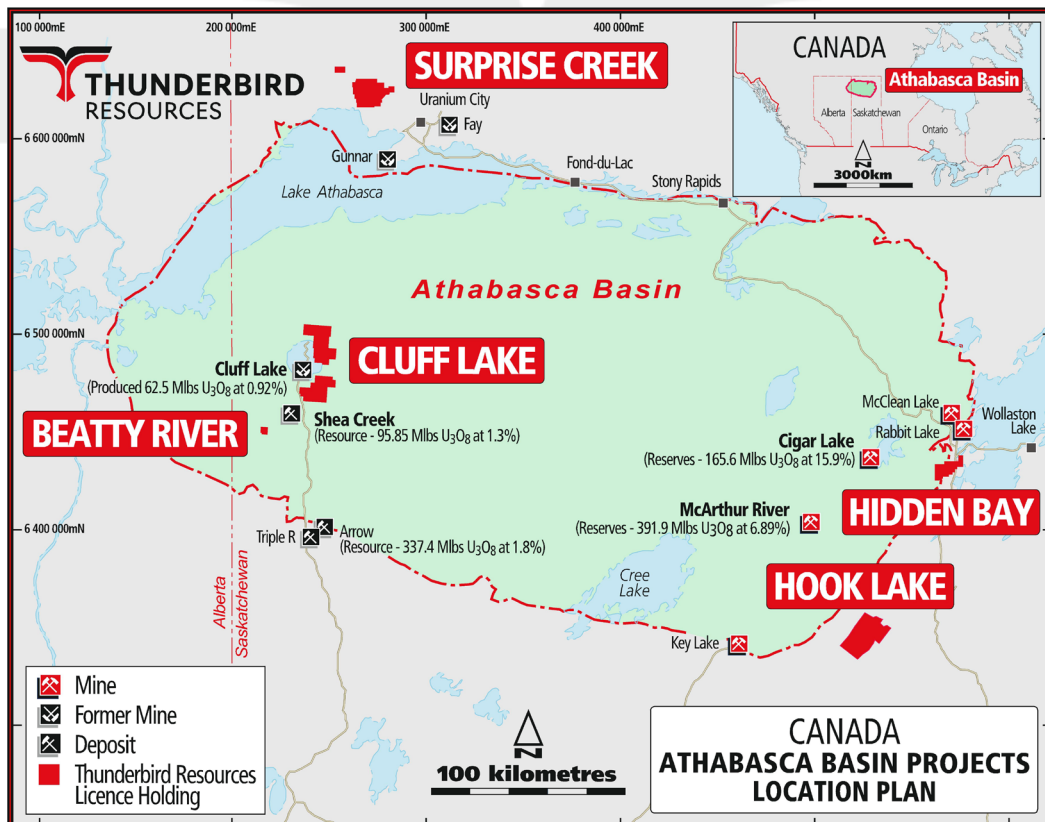 100 000mE
200 000mE
300 000mE
400 000mE
THUNDERBIRD
RESOURCES
SURPRISE CREEK
CANADA
Athabasca Basin
Alberta
Saskatchewan
Ontario
N
3000km
Uranium City
Fay
6 600 000mN
Gunnar
Fond-du-Lac
Lake Athabasca
Stony Rapids
Athabasca Basin
6 500 000mN
Cluff Lake
(Produced 62.5 Mlbs U₃O₈ at 0.92%)
CLUFF LAKE
BEATTY RIVER
Shea Creek
(Resource - 95.85 Mlbs U₃O₈ at 1.3%)
McClean Lake
Rabbit Lake
Wollaston
Lake
Cigar Lake
(Reserves - 165.6 Mlbs U₃O₈ at 15.9%)
HIDDEN BAY
McArthur River
(Reserves - 391.9 Mlbs U₃O₈ at 6.89%)
6 400 000mN
Triple R
Arrow
(Resource - 337.4 Mlbs U₃O₈ at 1.8%)
HOOK LAKE
Cree
Lake
Alberta
Saskatchewan
Key Lake
Mine
Former Mine
Deposit
Thunderbird Resources
Licence Holding
N
100 kilometres
CANADA
ATHABASCA BASIN PROJECTS
LOCATION PLAN